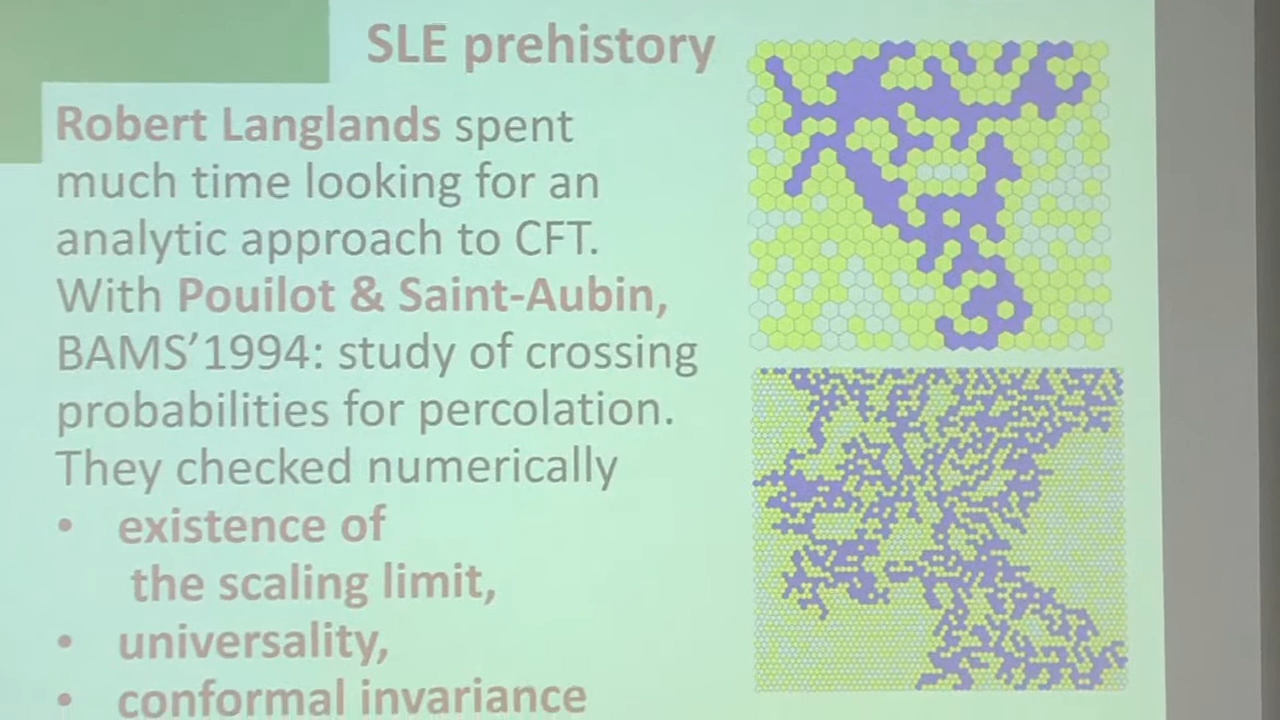 SLE prehistory
Robert Langlands spent
much time looking for an
analytic approach to CFT.
With Pouilot & Saint-Aubin,
BAMS’1994: study of crossing
probabilities for percolation.
They checked numerically
• existence of
the scaling limit,
• universality,
• conformal invariance